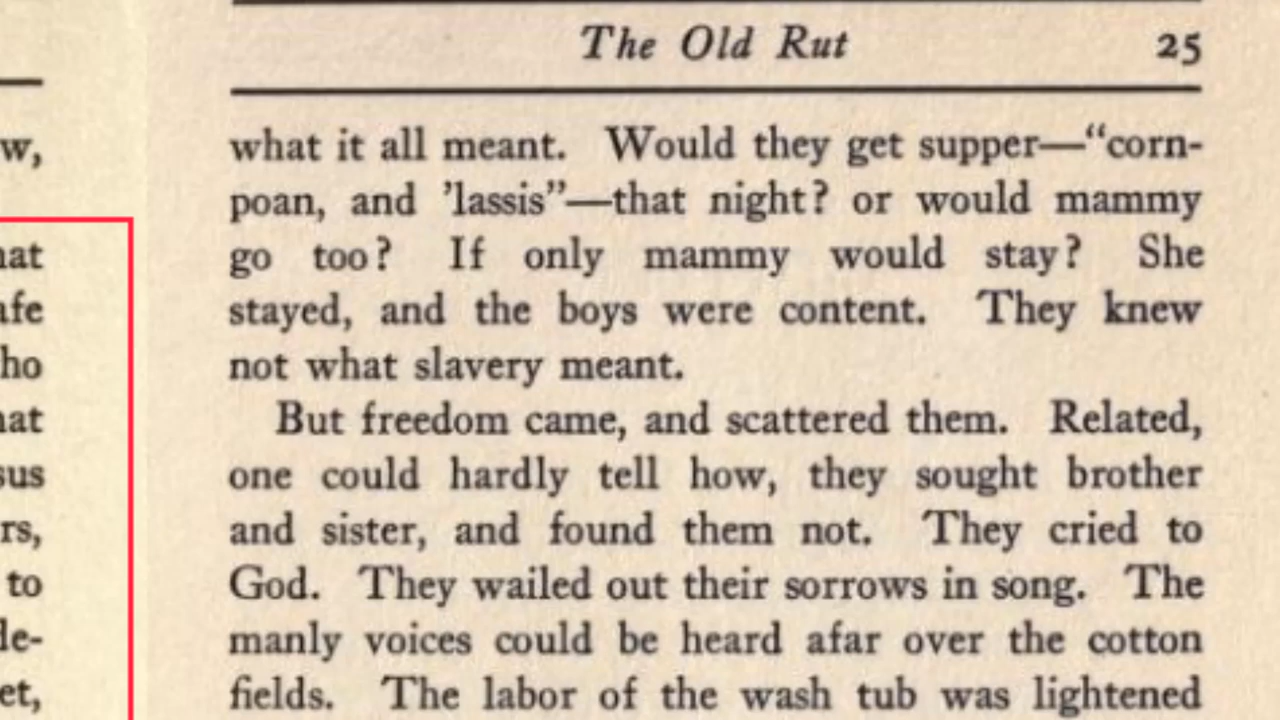 The Old Rut 25
what it all meant. Would they get supper—“corn-
poan, and ’lassis”—that night? or would mammy
go too? If only mammy would stay? She
stayed, and the boys were content. They knew
not what slavery meant.
But freedom came, and scattered them. Related,
one could hardly tell how, they sought brother
and sister, and found them not. They cried to
God. They wailed out their sorrows in song. The
manly voices could be heard afar over the cotton
fields. The labor of the wash tub was lightened